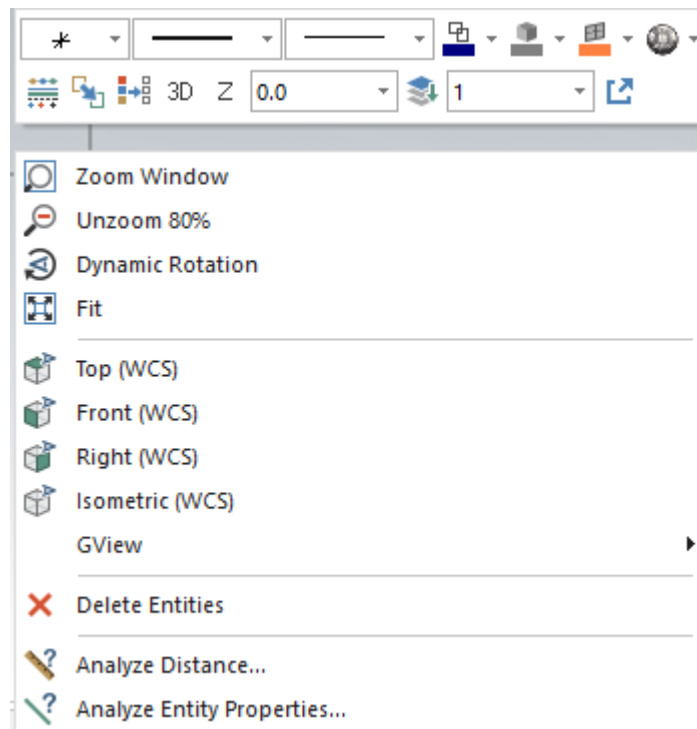 3D Z 0.0 1
Zoom Window
Unzoom 80%
Dynamic Rotation
Fit
Top (WCS)
Front (WCS)
Right (WCS)
Isometric (WCS)
GView
Delete Entities
Analyze Distance...
Analyze Entity Properties...